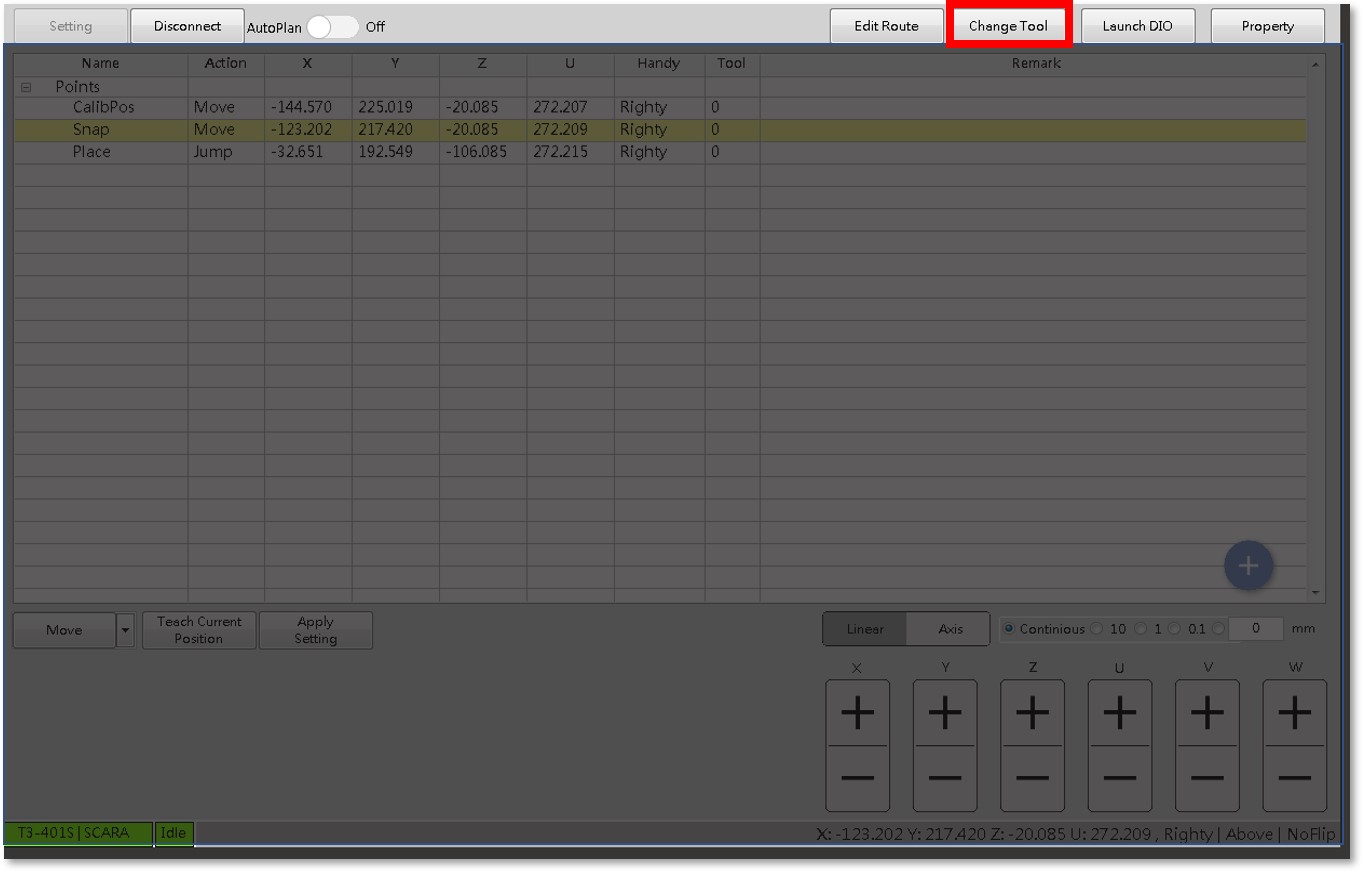 Setting Disconnect AutoPlan Off Edit Route Change Tool Launch DIO Property
Name Action X Y Z U Handy Tool Remark
Points
CalibPos Move -144.570 225.019 -20.085 272.207 Righty 0
Snap Move -123.202 217.420 -20.085 272.209 Righty 0
Place Jump -32.651 192.549 -106.085 272.215 Righty 0
Move
Teach Current
Position
Apply
Setting
Linear Axis Continious 10 1 0.1 0 mm
X Y Z U V W
T3-401S | SCARA Idle X: -123.202 Y: 217.420 Z: -20.085 U: 272.209 , Righty | Above | NoFlip